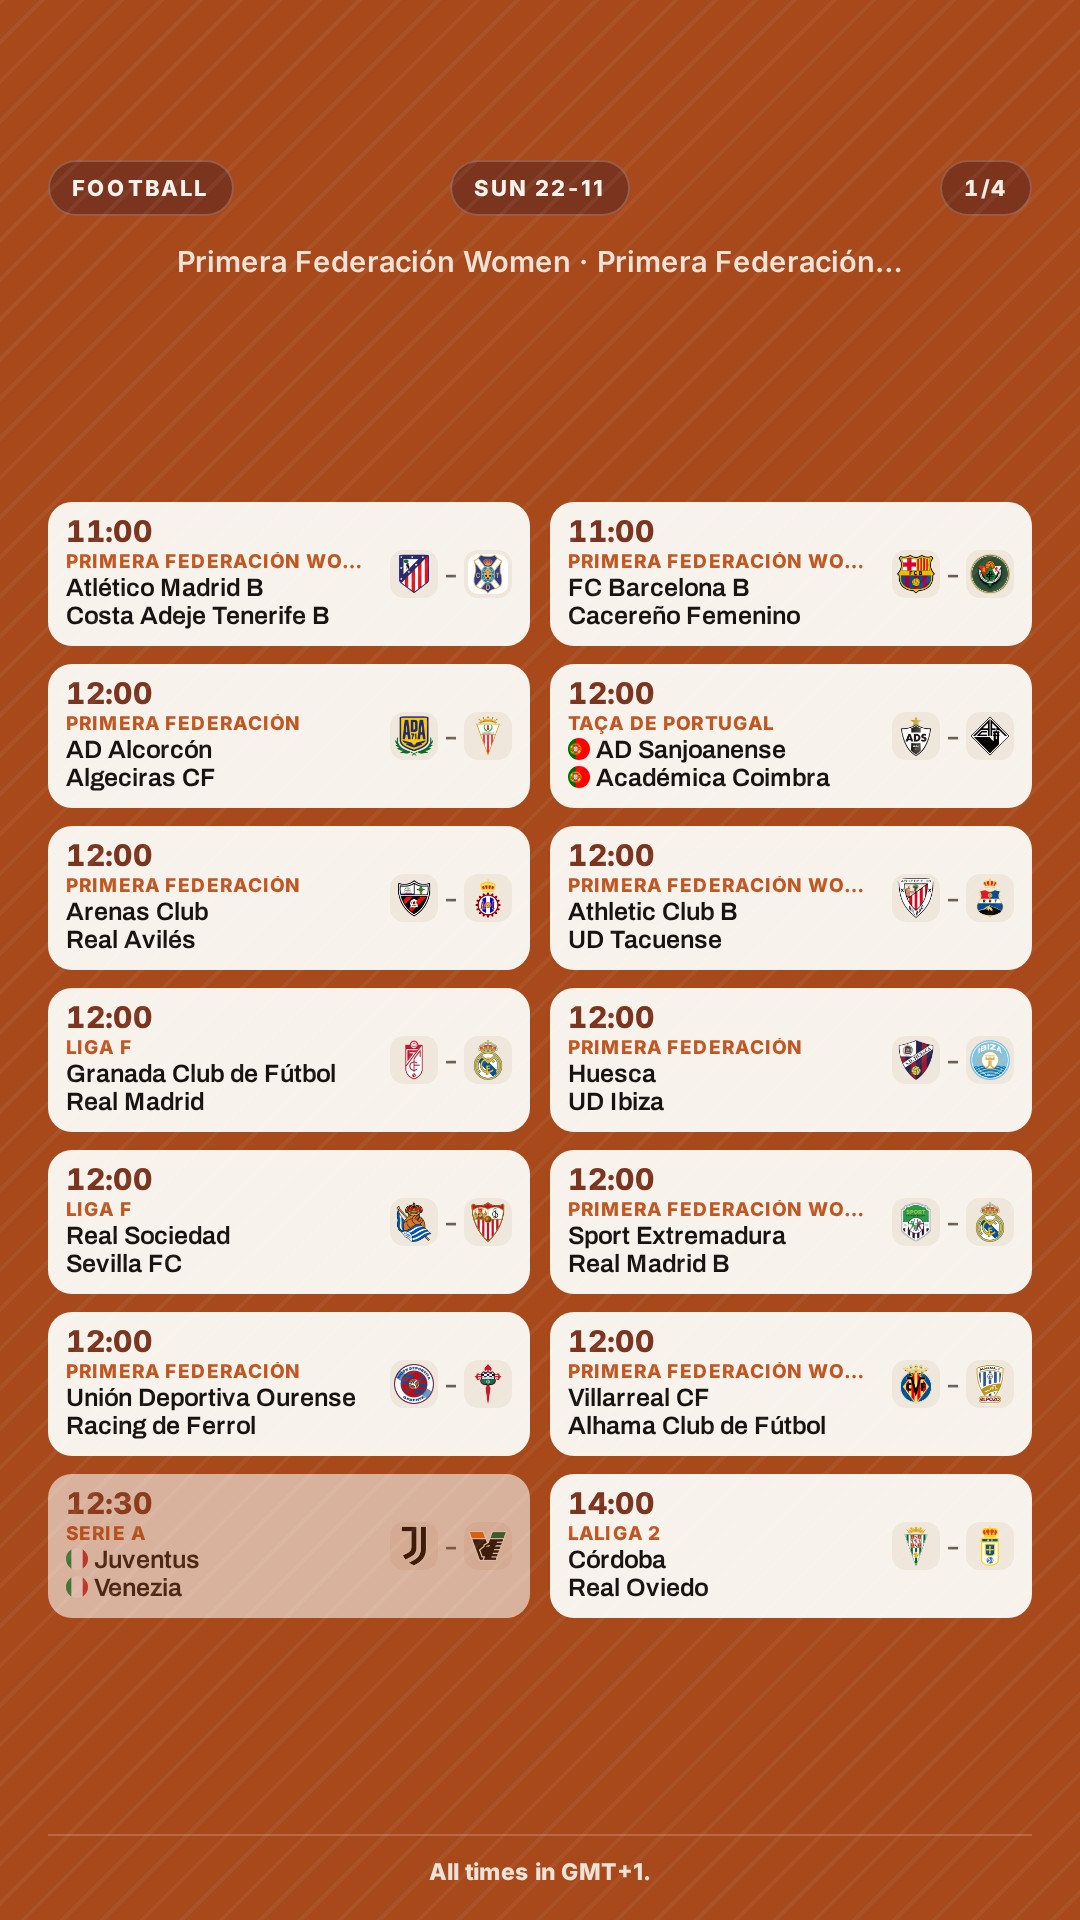 FOOTBALL
SUN 22-11
1/4
Primera Federación Women · Primera Federación...
11:00
PRIMERA FEDERACIÓN WO...
Atlético Madrid B
Costa Adeje Tenerife B
11:00
PRIMERA FEDERACIÓN WO...
FC Barcelona B
Cacereño Femenino
12:00
PRIMERA FEDERACIÓN
AD Alcorcón
Algeciras CF
12:00
TAÇA DE PORTUGAL
AD Sanjoanense
Académica Coimbra
12:00
PRIMERA FEDERACIÓN
Arenas Club
Real Avilés
12:00
PRIMERA FEDERACIÓN WO...
Athletic Club B
UD Tacuense
12:00
LIGA F
Granada Club de Fútbol
Real Madrid
12:00
PRIMERA FEDERACIÓN
Huesca
UD Ibiza
12:00
LIGA F
Real Sociedad
Sevilla FC
12:00
PRIMERA FEDERACIÓN WO...
Sport Extremadura
Real Madrid B
12:00
PRIMERA FEDERACIÓN
Unión Deportiva Ourense
Racing de Ferrol
12:00
PRIMERA FEDERACIÓN WO...
Villarreal CF
Alhama Club de Fútbol
12:30
SERIE A
Juventus
Venezia
14:00
LALIGA 2
Córdoba
Real Oviedo
All times in GMT+1.